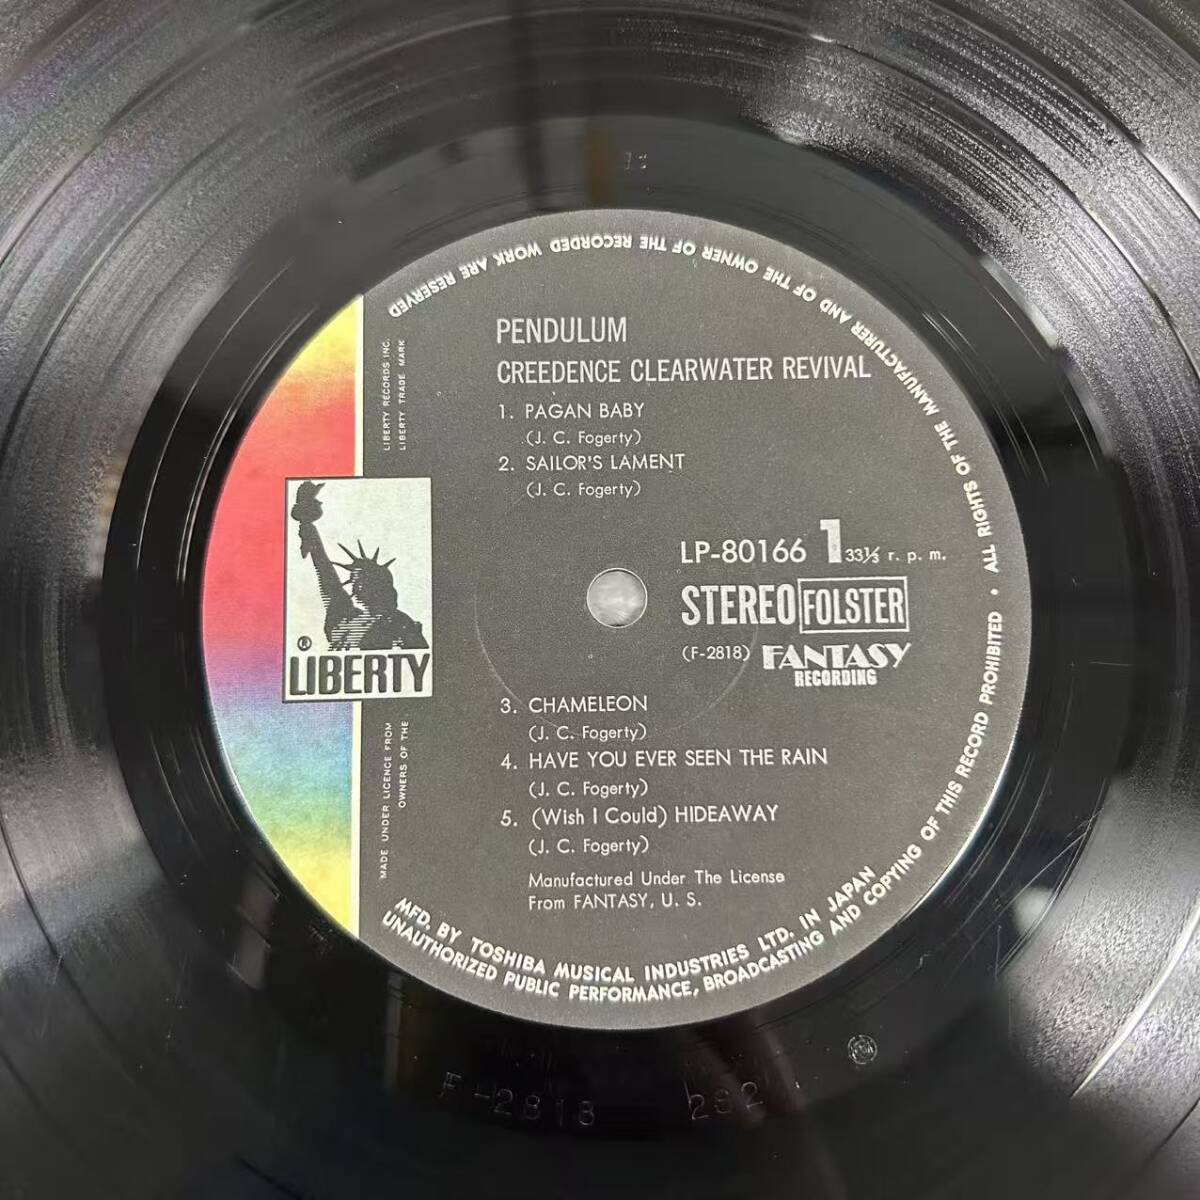 PENDULUM
CREEDENCE CLEARWATER REVIVAL
1. PAGAN BABY
(J. C. Fogerty)
2. SAILOR'S LAMENT
(J. C. Fogerty)
LP-80166 1 33⅓ r. p. m.
STEREO FOLSTER
(F-2818) FANTASY
RECORDING
3. CHAMELEON
(J. C. Fogerty)
4. HAVE YOU EVER SEEN THE RAIN
(J. C. Fogerty)
5. (Wish I Could) HIDEAWAY
(J. C. Fogerty)
Manufactured Under The License
From FANTASY, U. S.
® LIBERTY
MADE UNDER LICENCE FROM LIBERTY RECORDS INC.
OWNERS OF THE LIBERTY TRADE MARK
MFD. BY TOSHIBA MUSICAL INDUSTRIES LTD. IN JAPAN
UNAUTHORIZED PUBLIC PERFORMANCE, BROADCASTING AND COPYING OF THIS RECORD PROHIBITED • ALL RIGHTS OF THE MANUFACTURER AND OF THE OWNER OF THE RECORDED WORK ARE RESERVED
F-2818 282